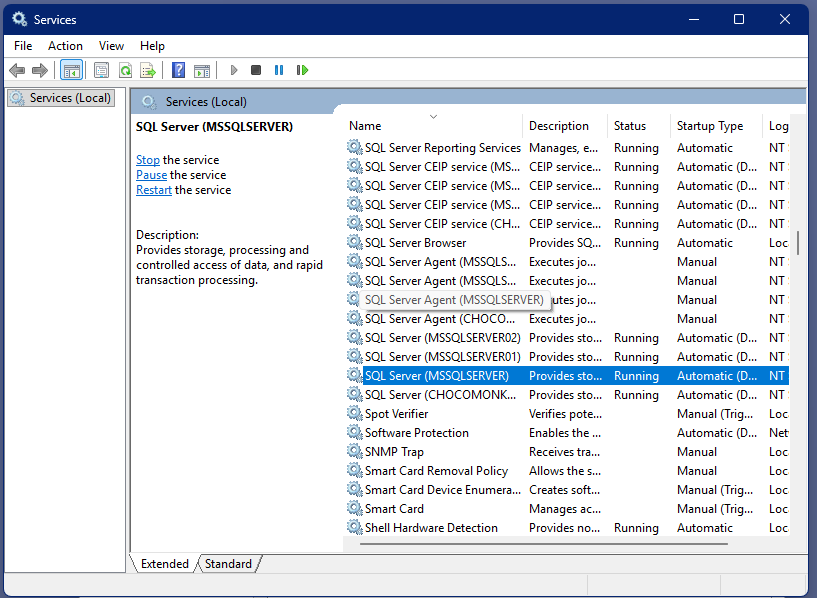 Services
File Action View Help
Services (Local)
Services (Local)
SQL Server (MSSQLSERVER)
Stop the service
Pause the service
Restart the service
Description:
Provides storage, processing and
controlled access of data, and rapid
transaction processing.
Name Description Status Startup Type Log
SQL Server Reporting Services Manages, e... Running Automatic NT
SQL Server CEIP service (MS... CEIP service... Running Automatic (D... NT
SQL Server CEIP service (MS... CEIP service... Running Automatic (D... NT
SQL Server CEIP service (MS... CEIP service... Running Automatic (D... NT
SQL Server CEIP service (CH... CEIP service... Running Automatic (D... NT
SQL Server Browser Provides SQ... Running Automatic Loc
SQL Server Agent (MSSQLS... Executes jo... Manual NT
SQL Server Agent (MSSQLS... Executes jo... Manual NT
SQL Server Agent (MSSQLSERVER) utes jo... Manual NT
SQL Server Agent (CHOCO... Executes jo... Manual NT
SQL Server (MSSQLSERVER02) Provides sto... Running Automatic (D... NT
SQL Server (MSSQLSERVER01) Provides sto... Running Automatic (D... NT
SQL Server (MSSQLSERVER) Provides sto... Running Automatic (D... NT
SQL Server (CHOCOMONK... Provides sto... Running Automatic (D... NT
Spot Verifier Verifies pote... Manual (Trig... Loc
Software Protection Enables the ... Automatic (D... Net
SNMP Trap Receives tra... Manual Loc
Smart Card Removal Policy Allows the s... Manual Loc
Smart Card Device Enumera... Creates soft... Manual (Trig... Loc
Smart Card Manages ac... Manual (Trig... Loc
Shell Hardware Detection Provides no... Running Automatic Loc
Extended Standard